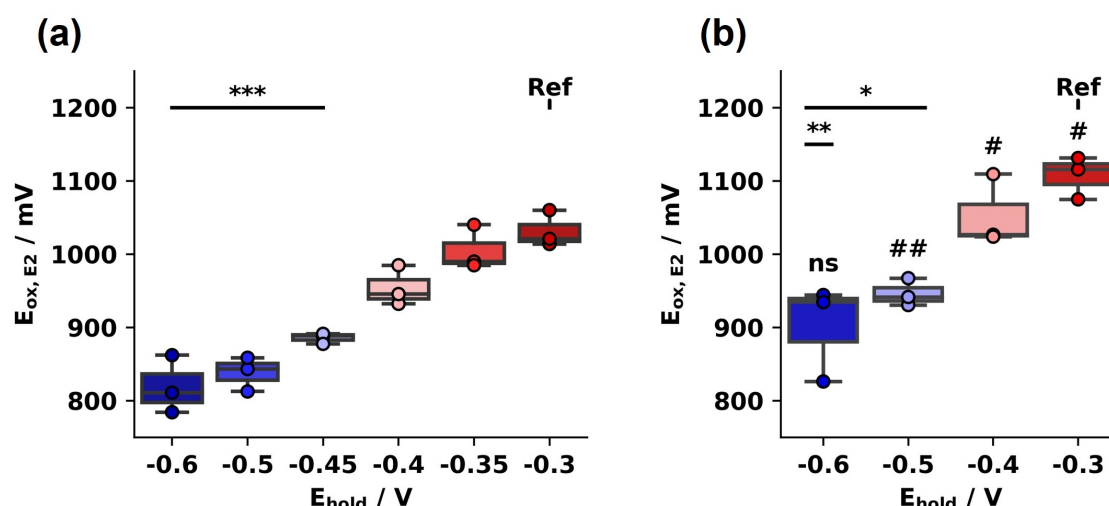 (a)
E_ox, E2 / mV
1200
1100
1000
900
800
***
Ref
-0.6 -0.5 -0.45 -0.4 -0.35 -0.3
E_hold / V
(b)
E_ox, E2 / mV
1200
1100
1000
900
800
*
Ref
**
#
#
##
ns
-0.6 -0.5 -0.4 -0.3
E_hold / V